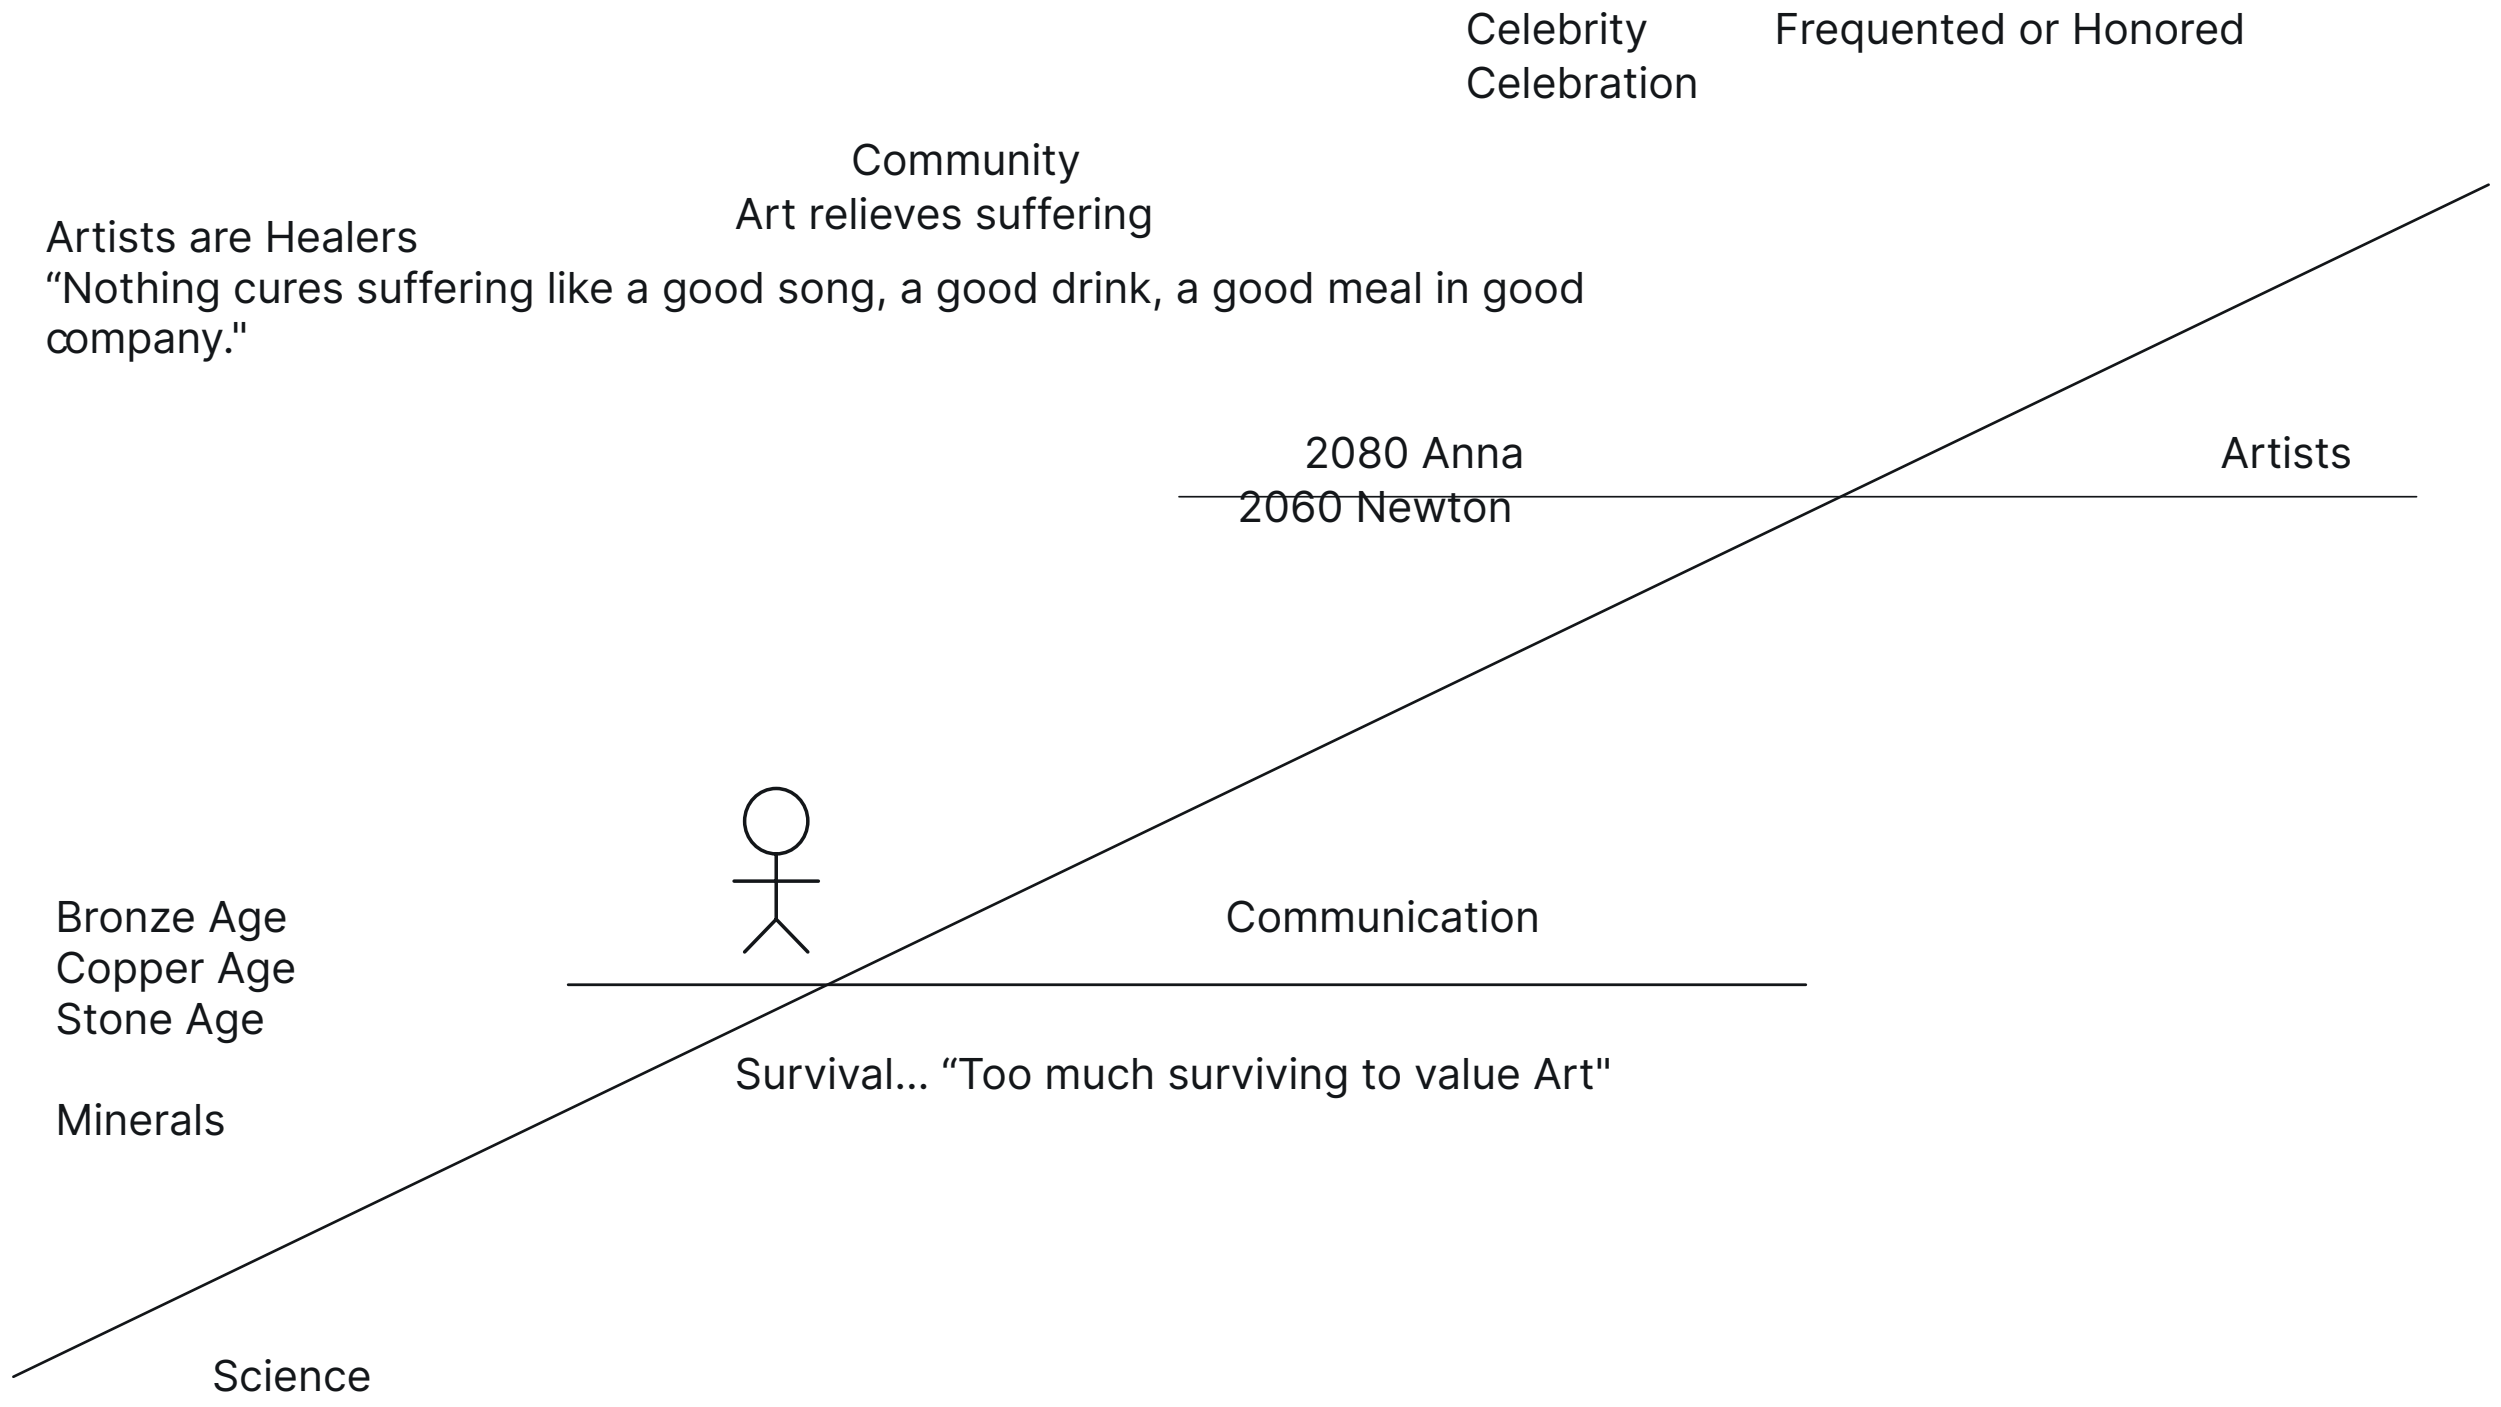 Celebrity
Frequented or Honored
Celebration
Community
Art relieves suffering
Artists are Healers
“Nothing cures suffering like a good song, a good drink, a good meal in good
company."
2080 Anna
Artists
2060 Newton
Bronze Age
Communication
Copper Age
Stone Age
Survival... “Too much surviving to value Art"
Minerals
Science